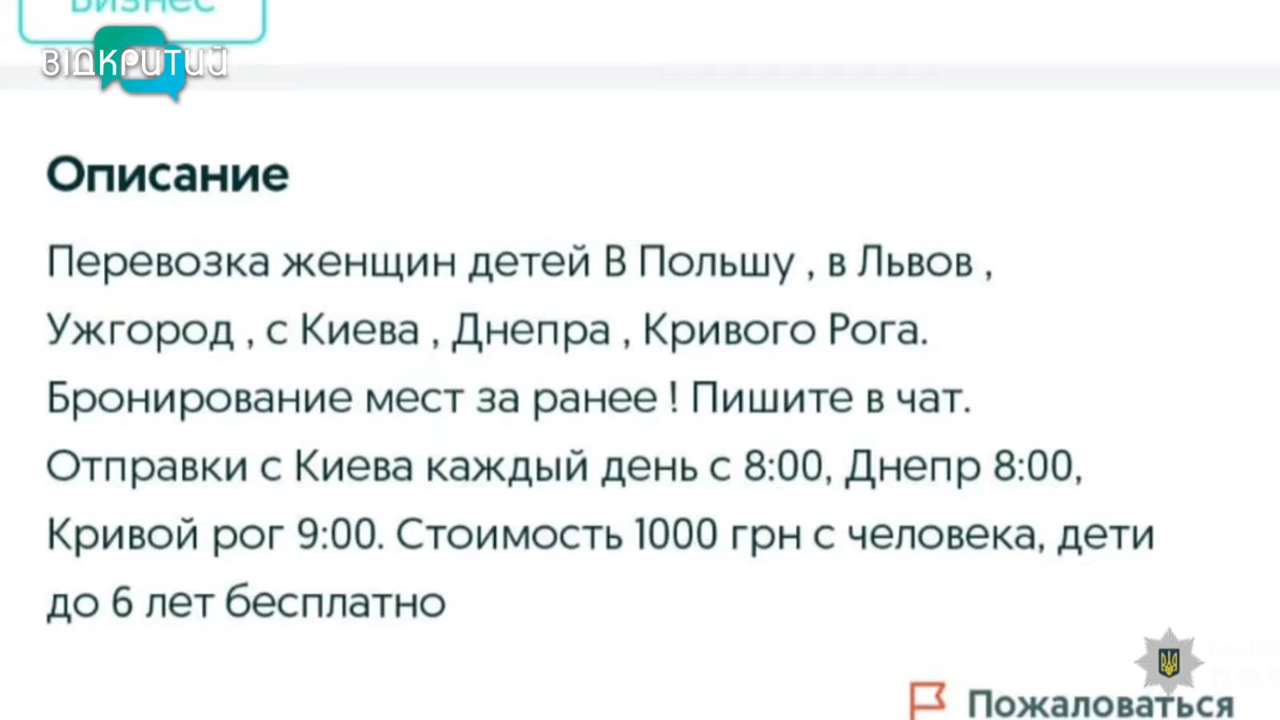 Бизнес
ВІДКРИТИЙ
Описание
Перевозка женщин детей В Польшу , в Львов ,
Ужгород , с Киева , Днепра , Кривого Рога.
Бронирование мест за ранее ! Пишите в чат.
Отправки с Киева каждый день с 8:00, Днепр 8:00,
Кривой рог 9:00. Стоимость 1000 грн с человека, дети
до 6 лет бесплатно
Пожаловаться